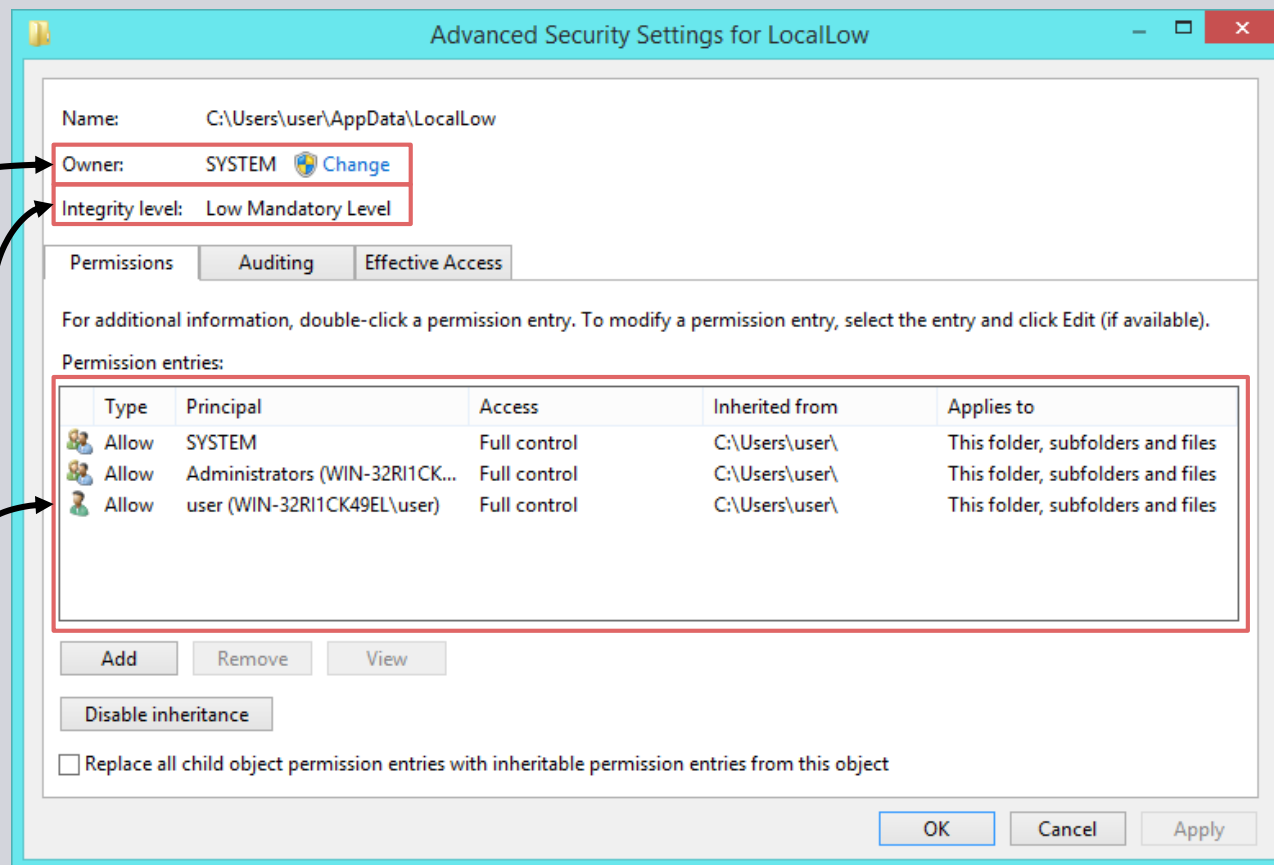 Advanced Security Settings for LocalLow
Name: C:\Users\user\AppData\LocalLow
Owner: SYSTEM Change
Integrity level: Low Mandatory Level
Permissions Auditing Effective Access
For additional information, double-click a permission entry. To modify a permission entry, select the entry and click Edit (if available).
Permission entries:
Type Principal Access Inherited from Applies to
Allow SYSTEM Full control C:\Users\user\ This folder, subfolders and files
Allow Administrators (WIN-32RI1CK... Full control C:\Users\user\ This folder, subfolders and files
Allow user (WIN-32RI1CK49EL\user) Full control C:\Users\user\ This folder, subfolders and files
Add Remove View
Disable inheritance
Replace all child object permission entries with inheritable permission entries from this object
OK Cancel Apply